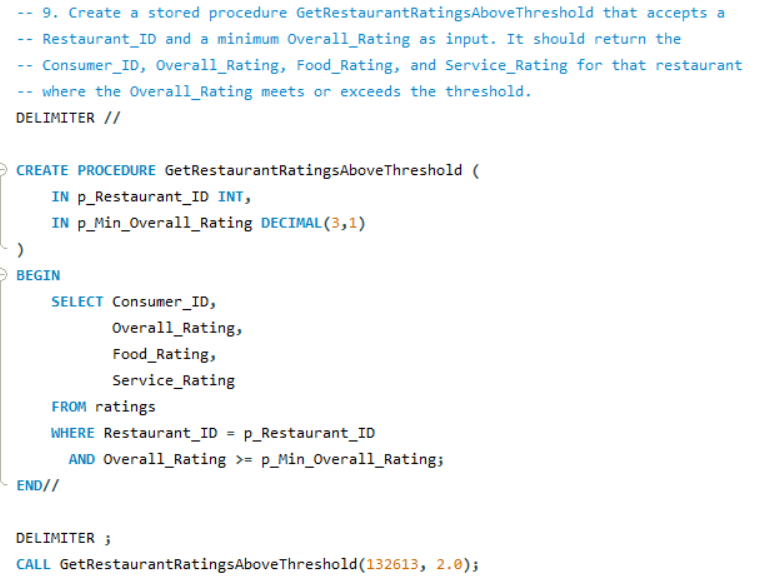 -- 9. Create a stored procedure GetRestaurantRatingsAboveThreshold that accepts a
-- Restaurant_ID and a minimum Overall_Rating as input. It should return the
-- Consumer_ID, Overall_Rating, Food_Rating, and Service_Rating for that restaurant
-- where the Overall_Rating meets or exceeds the threshold.
DELIMITER //

CREATE PROCEDURE GetRestaurantRatingsAboveThreshold (
    IN p_Restaurant_ID INT,
    IN p_Min_Overall_Rating DECIMAL(3,1)
)
BEGIN
    SELECT Consumer_ID,
           Overall_Rating,
           Food_Rating,
           Service_Rating
    FROM ratings
    WHERE Restaurant_ID = p_Restaurant_ID
      AND Overall_Rating >= p_Min_Overall_Rating;
END//

DELIMITER ;
CALL GetRestaurantRatingsAboveThreshold(132613, 2.0);